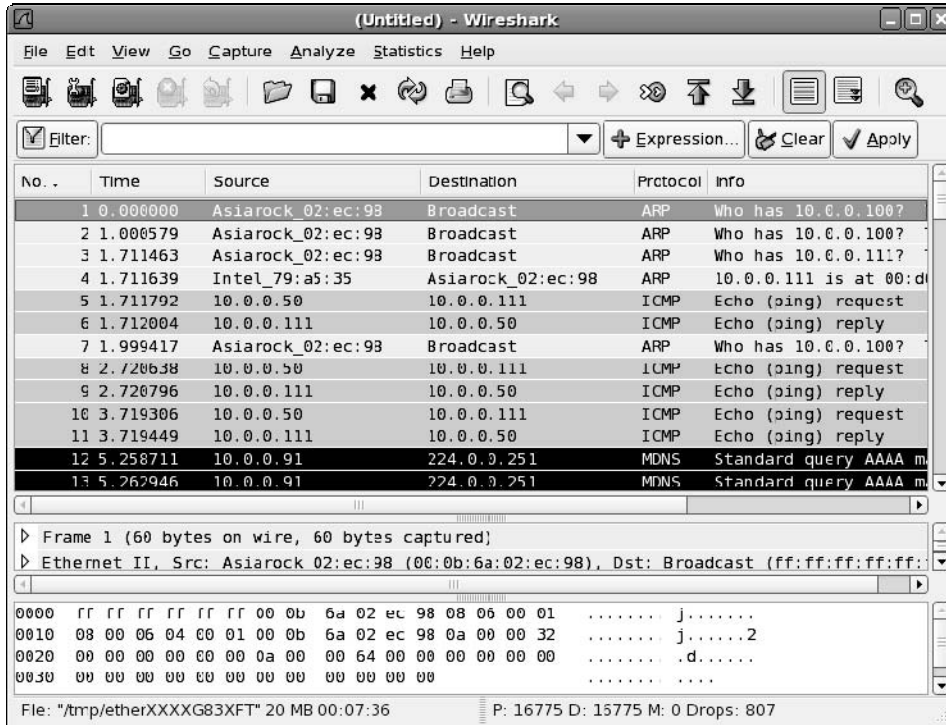 (Untitled) - Wireshark
File Edit View Go Capture Analyze Statistics Help
Filter: Expression... Clear Apply
No. . Time Source Destination Protocol Info
1 0.000000 Asiarock_02:ec:98 Broadcast ARP Who has 10.0.0.100?
2 1.000579 Asiarock_02:ec:98 Broadcast ARP Who has 10.0.0.100?
3 1.711463 Asiarock_02:ec:98 Broadcast ARP Who has 10.0.0.111?
4 1.711639 Intel_79:a5:35 Asiarock_02:ec:98 ARP 10.0.0.111 is at 00:d
5 1.711792 10.0.0.50 10.0.0.111 ICMP Echo (ping) request
6 1.712004 10.0.0.111 10.0.0.50 ICMP Echo (ping) reply
7 1.999417 Asiarock_02:ec:98 Broadcast ARP Who has 10.0.0.100?
8 2.720638 10.0.0.50 10.0.0.111 ICMP Echo (ping) request
9 2.720796 10.0.0.111 10.0.0.50 ICMP Echo (ping) reply
10 3.719306 10.0.0.50 10.0.0.111 ICMP Echo (ping) request
11 3.719449 10.0.0.111 10.0.0.50 ICMP Echo (ping) reply
12 5.258711 10.0.0.91 224.0.0.251 MDNS Standard query AAAA m
13 5.262946 10.0.0.91 224.0.0.251 MDNS Standard query AAAA m
Frame 1 (60 bytes on wire, 60 bytes captured)
Ethernet II, Src: Asiarock_02:ec:98 (00:0b:6a:02:ec:98), Dst: Broadcast (ff:ff:ff:ff:ff:
0000 ff ff ff ff ff ff 00 0b 6a 02 ec 98 08 06 00 01 ........ j.......
0010 08 00 06 04 00 01 00 0b 6a 02 ec 98 0a 00 00 32 ........ j......2
0020 00 00 00 00 00 00 0a 00 00 64 00 00 00 00 00 00 ........ .d......
0030 00 00 00 00 00 00 00 00 00 00 00 00 ........ ....
File: "/tmp/etherXXXXG83XFT" 20 MB 00:07:36 P: 16775 D: 15775 M: 0 Drops: 807